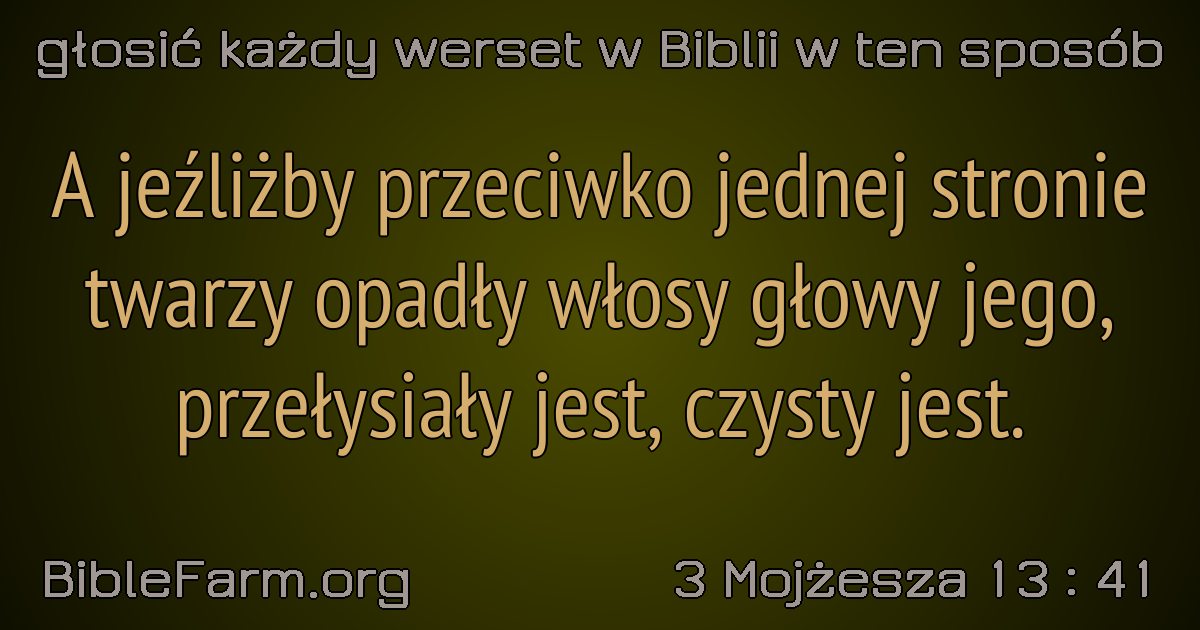 głosić każdy werset w Biblii w ten sposób
A jeźliżby przeciwko jednej stronie
twarzy opadły włosy głowy jego,
przełysiały jest, czysty jest.
BibleFarm.org
3 Mojżesza 13 : 41